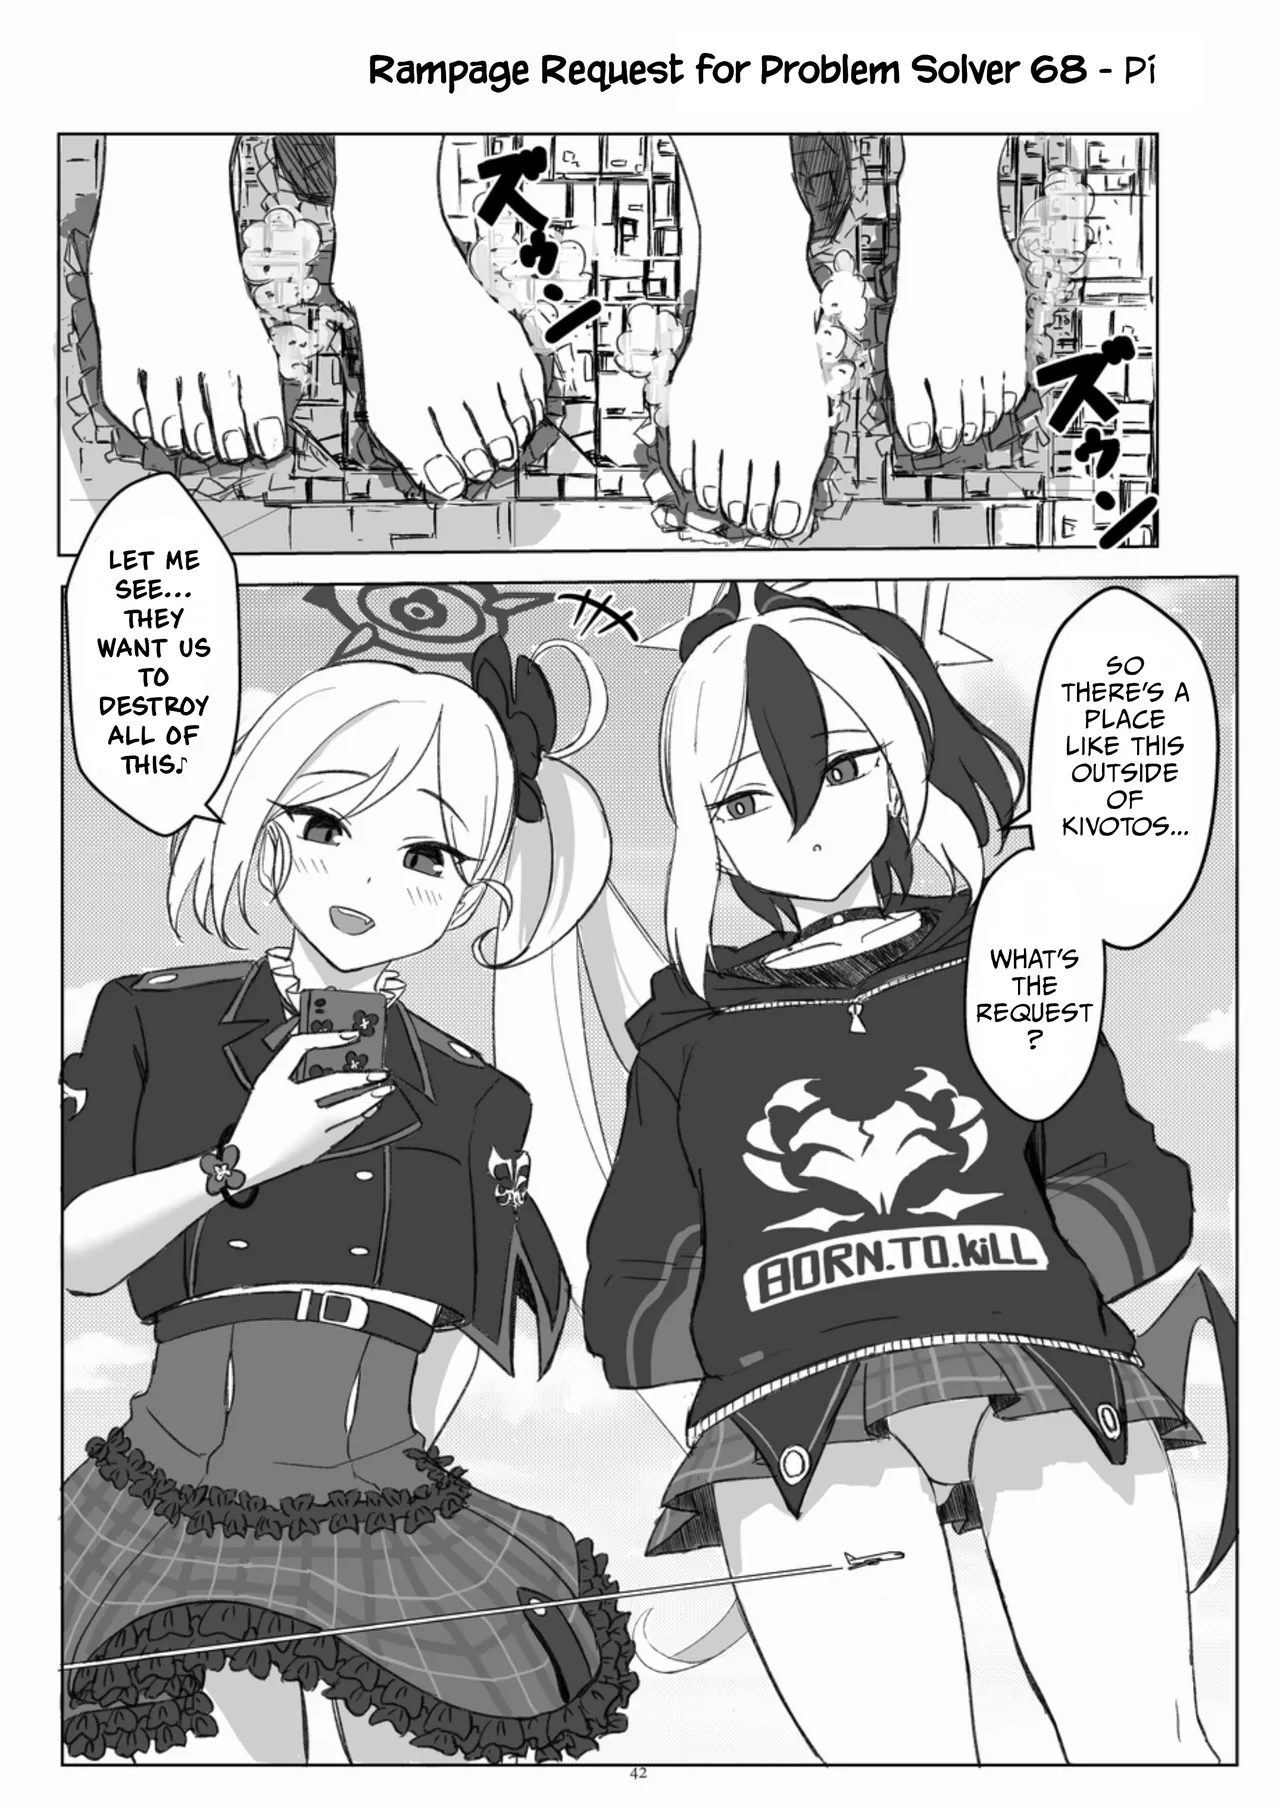 Rampage Request for Problem Solver 68 - Pi
ズゥン
ズゥン
SO
THERE'S A
PLACE
LIKE THIS
OUTSIDE
OF
KIVOTOS...
WHAT'S
THE
REQUEST
?
LET ME
SEE...
THEY
WANT US
TO
DESTROY
ALL OF
THIS♪
BORN.TO.KiLL
42